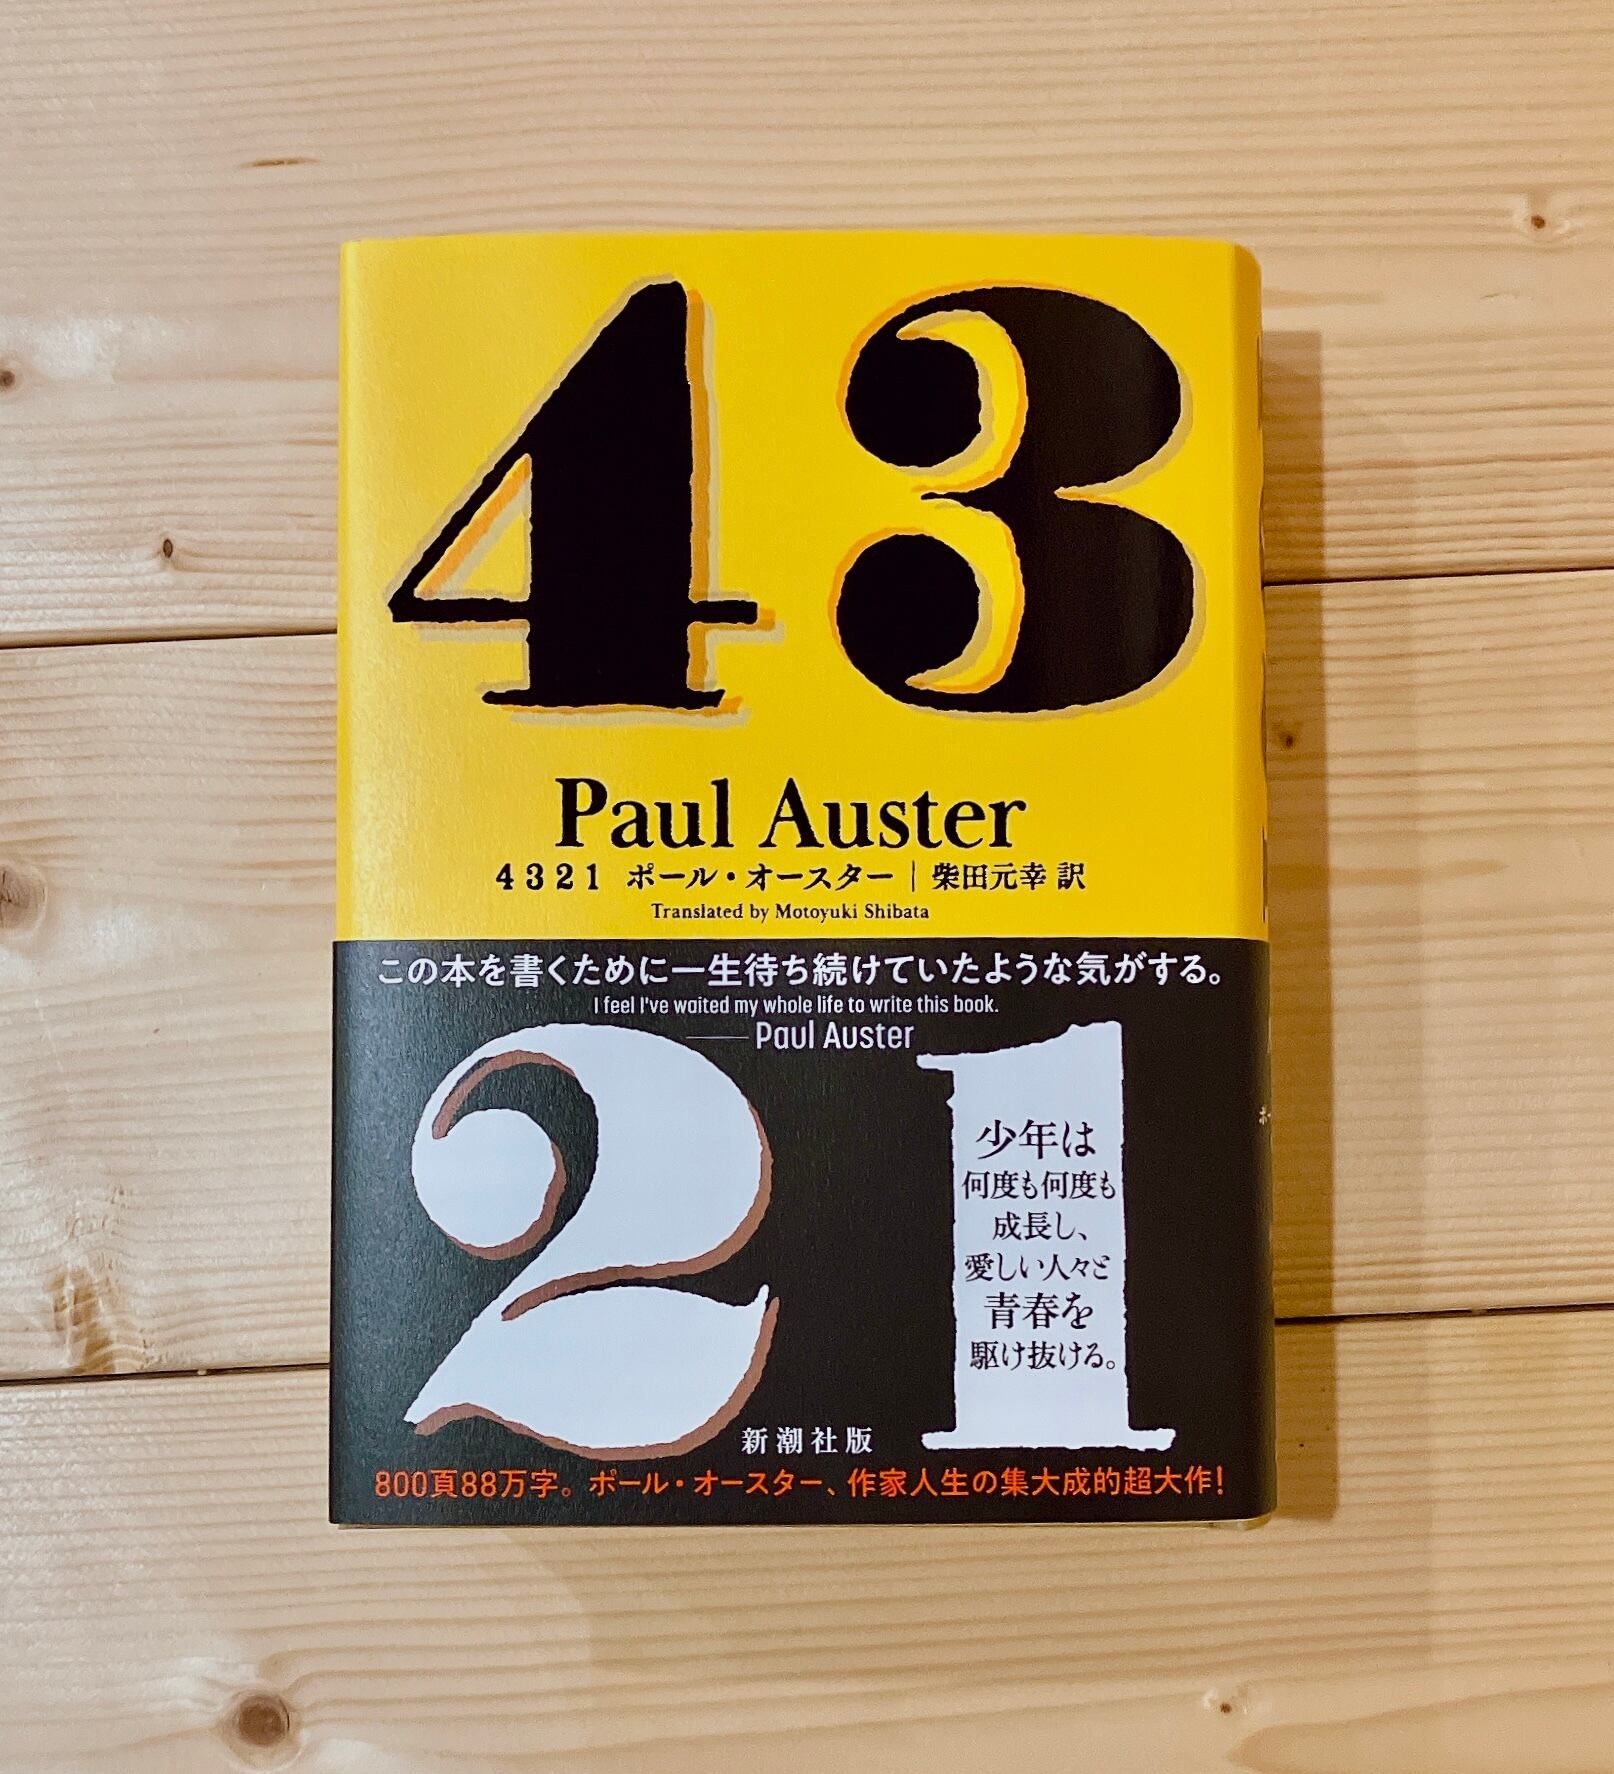 43
Paul Auster
4321 ポール・オースター｜柴田元幸 訳
Translated by Motoyuki Shibata
この本を書くために一生待ち続けていたような気がする。
I feel I've waited my whole life to write this book.
——Paul Auster
21
少年は
何度も何度も
成長し、
愛しい人々と
青春を
駆け抜ける。
新潮社版
800頁88万字。ポール・オースター、作家人生の集大成的超大作！